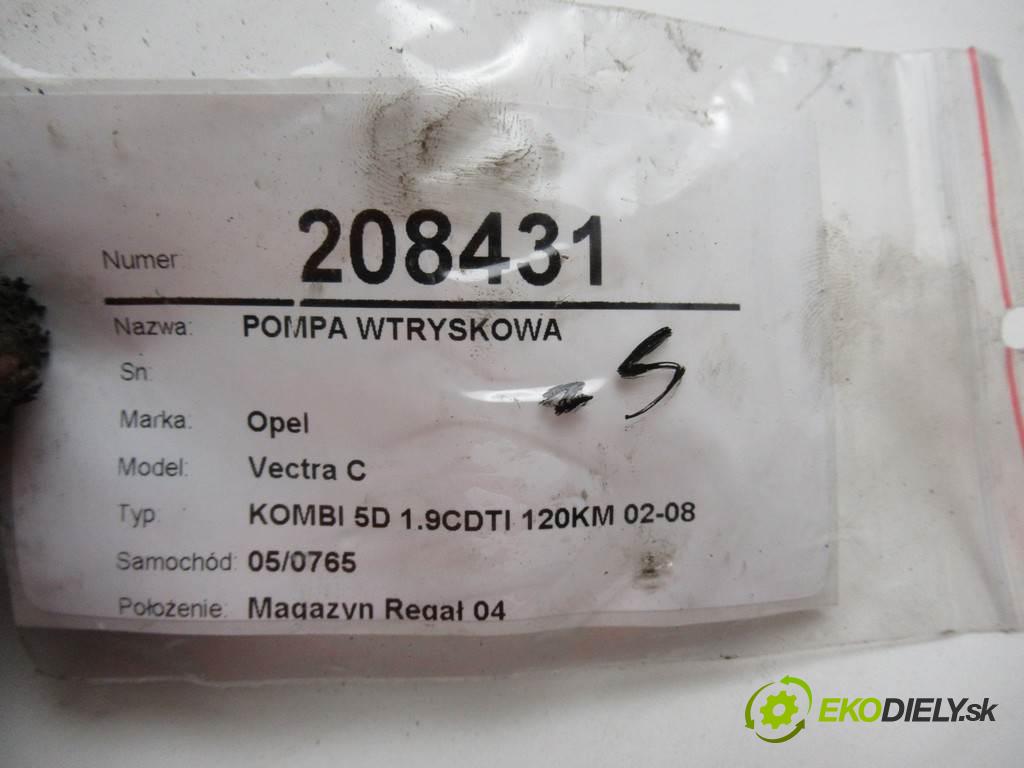 Numer 208431
Nazwa: POMPA WTRYSKOWA
Sn:
S
Marka: Opel
Model: Vectra C
Typ: KOMBI 5D 1.9CDTI 120KM 02-08
Samochód: 05/0765
Położenie: Magazyn Regał 04
EKODIELY.sk